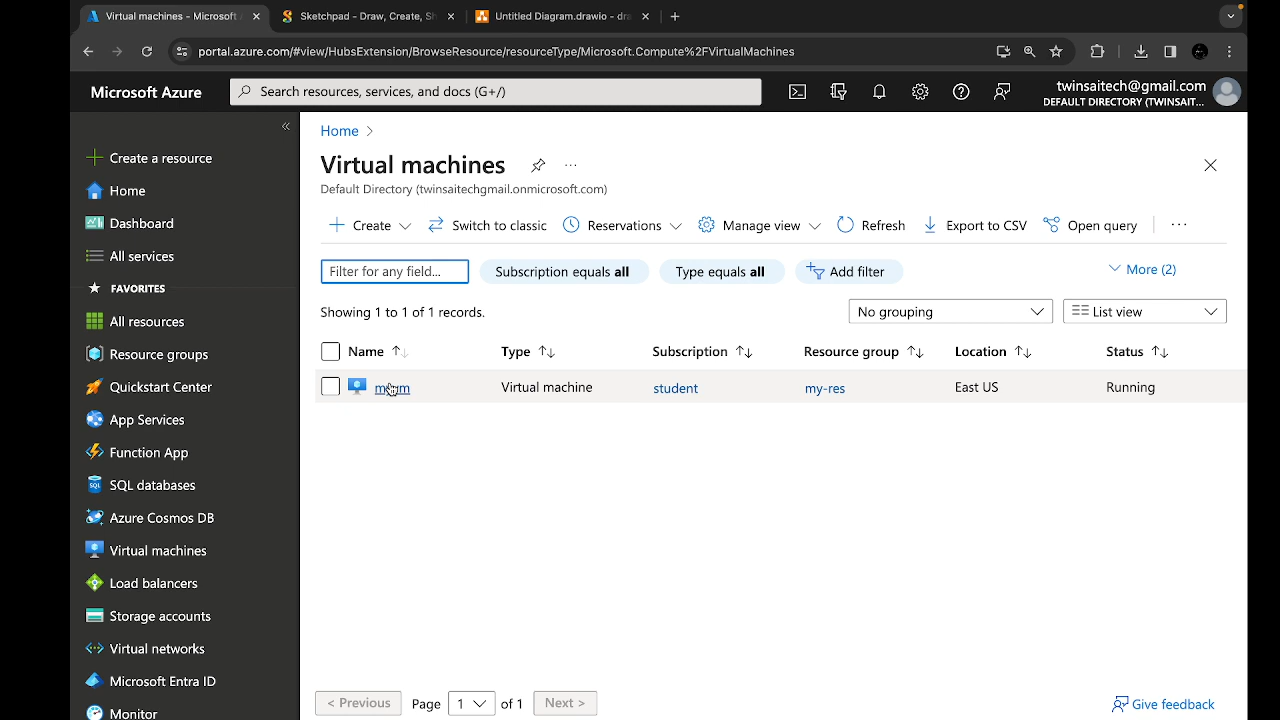 Virtual machines - Microsoft
Sketchpad - Draw, Create, Sh
Untitled Diagram.drawio - dra
portal.azure.com/#view/HubsExtension/BrowseResource/resourceType/Microsoft.Compute%2FVirtualMachines
Microsoft Azure
Search resources, services, and docs (G+/)
twinsaitech@gmail.com
DEFAULT DIRECTORY (TWINSAIT...
Create a resource
Home
Dashboard
All services
FAVORITES
All resources
Resource groups
Quickstart Center
App Services
Function App
SQL databases
Azure Cosmos DB
Virtual machines
Load balancers
Storage accounts
Virtual networks
Microsoft Entra ID
Monitor
Home >
Virtual machines
...
Default Directory (twinsaitechgmail.onmicrosoft.com)
Create Switch to classic Reservations Manage view Refresh Export to CSV Open query ...
Filter for any field... Subscription equals all Type equals all Add filter More (2)
Showing 1 to 1 of 1 records.
No grouping List view
Name Type Subscription Resource group Location Status
Virtual machine student my-res East US Running
< Previous Page 1 of 1 Next >
Give feedback